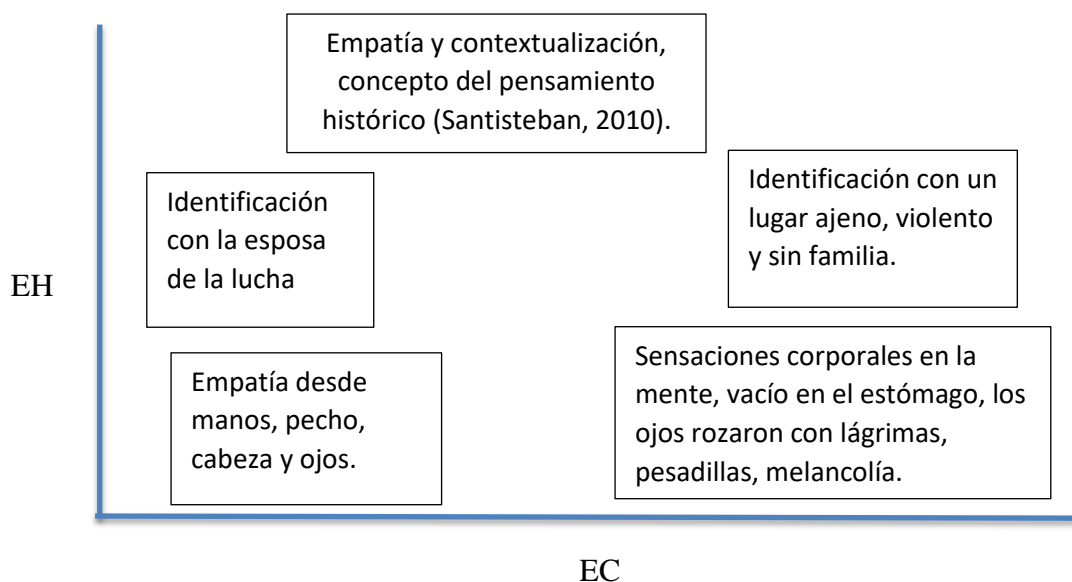 Empatía y contextualización,
concepto del pensamiento
histórico (Santisteban, 2010).
Identificación con un
lugar ajeno, violento
y sin familia.
Identificación
con la esposa
de la lucha
EH
Sensaciones corporales en la
mente, vacío en el estómago, los
ojos rozaron con lágrimas,
pesadillas, melancolía.
Empatía desde
manos, pecho,
cabeza y ojos.
EC